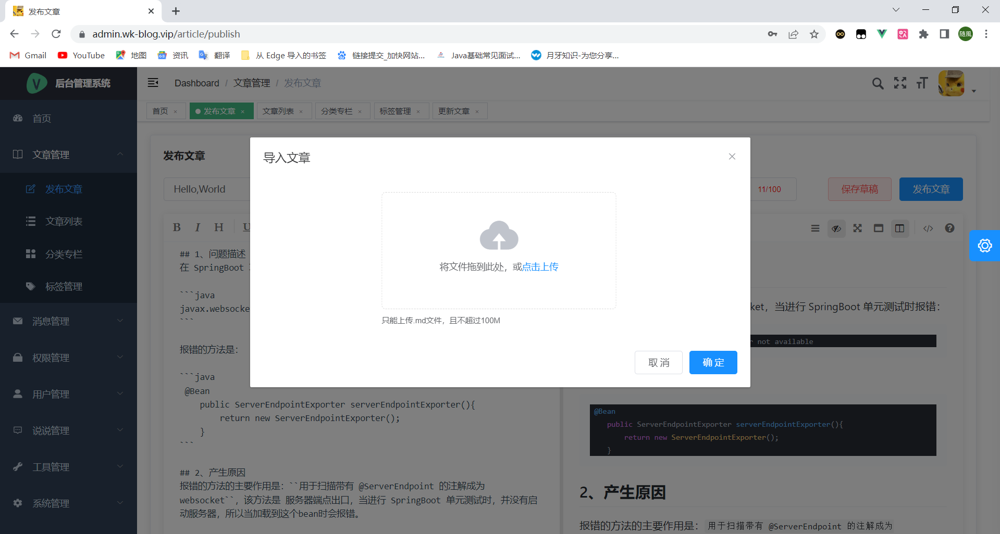 发布文章
admin.wk-blog.vip/article/publish
随風
Gmail
YouTube
地图
资讯
翻译
从 Edge 导入的书签
链接提交_加快网站...
Java基础常见面试...
月牙知识-为您分享...
后台管理系统
Dashboard / 文章管理 / 发布文章
首页 ×
发布文章 ×
文章列表 ×
分类专栏 ×
标签管理 ×
更新文章 ×
首页
文章管理
发布文章
文章列表
分类专栏
标签管理
消息管理
权限管理
用户管理
说说管理
工具管理
系统管理
发布文章
Hello,World
11/100
保存草稿
发布文章
B I H U
导入文章
将文件拖到此处，或点击上传
只能上传.md文件，且不超过100M
取 消
确 定
## 1、问题描述
在 SpringBoot
```java
javax.websocke
```
报错的方法是：
```java
@Bean
public ServerEndpointExporter serverEndpointExporter(){
return new ServerEndpointExporter();
}
```
## 2、产生原因
报错的方法的主要作用是：``用于扫描带有 @ServerEndpoint 的注解成为
websocket``，该方法是 服务器端点出口，当进行 SpringBoot 单元测试时，并没有启
动服务器，所以当加载到这个bean时会报错。
ket，当进行 SpringBoot 单元测试时报错：
r not available
@Bean
public ServerEndpointExporter serverEndpointExporter(){
return new ServerEndpointExporter();
}
2、产生原因
报错的方法的主要作用是： 用于扫描带有 @ServerEndpoint 的注解成为